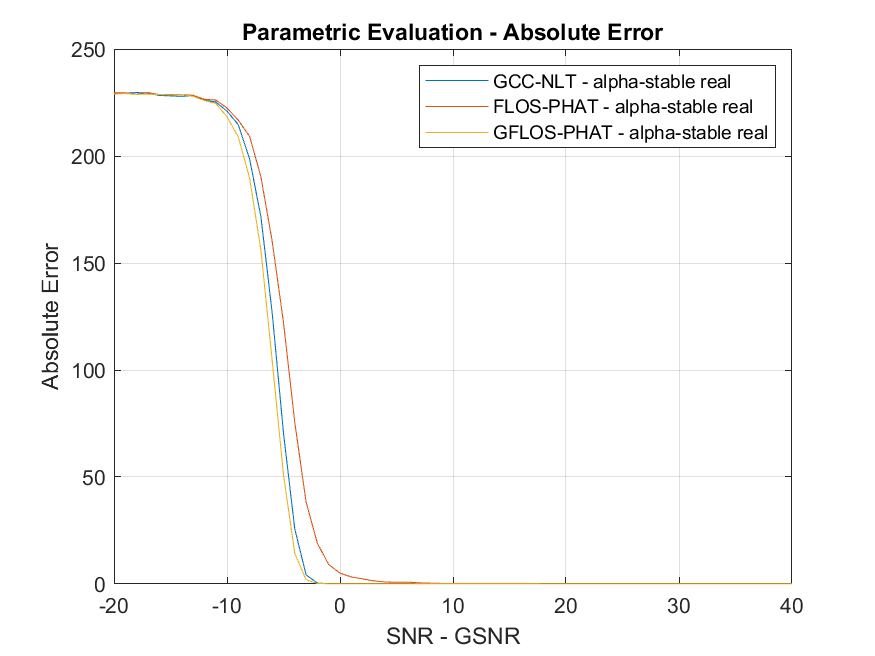 Parametric Evaluation - Absolute Error
250
200
150
100
50
0
Absolute Error
GCC-NLT - alpha-stable real
FLOS-PHAT - alpha-stable real
GFLOS-PHAT - alpha-stable real
-20 -10 0 10 20 30 40
SNR - GSNR